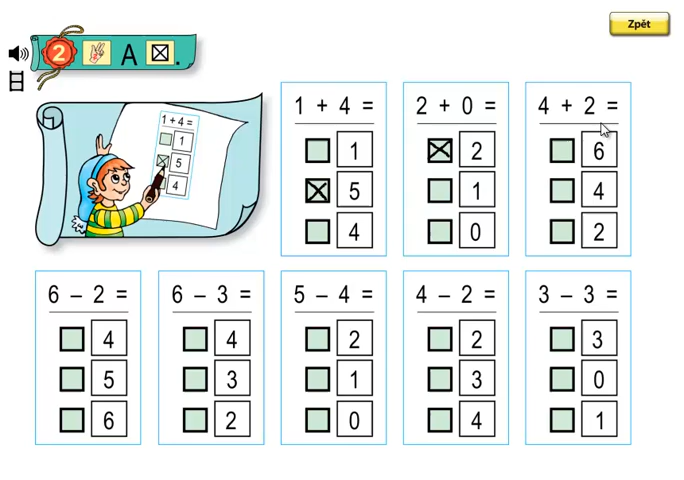 Zpět
2 A .
1 + 4 =
1
5
4
1 + 4 =
1
5
4
2 + 0 =
2
1
0
4 + 2 =
6
4
2
6 – 2 =
4
5
6
6 – 3 =
4
3
2
5 – 4 =
2
1
0
4 – 2 =
2
3
4
3 – 3 =
3
0
1